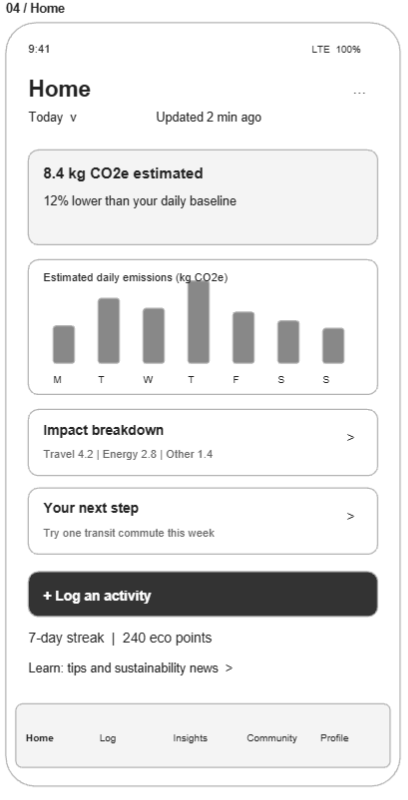 04 / Home
9:41 LTE 100%
Home ...
Today v Updated 2 min ago
8.4 kg CO2e estimated
12% lower than your daily baseline
Estimated daily emissions (kg CO2e)
M T W T F S S
Impact breakdown >
Travel 4.2 | Energy 2.8 | Other 1.4
Your next step >
Try one transit commute this week
+ Log an activity
7-day streak | 240 eco points
Learn: tips and sustainability news >
Home Log Insights Community Profile